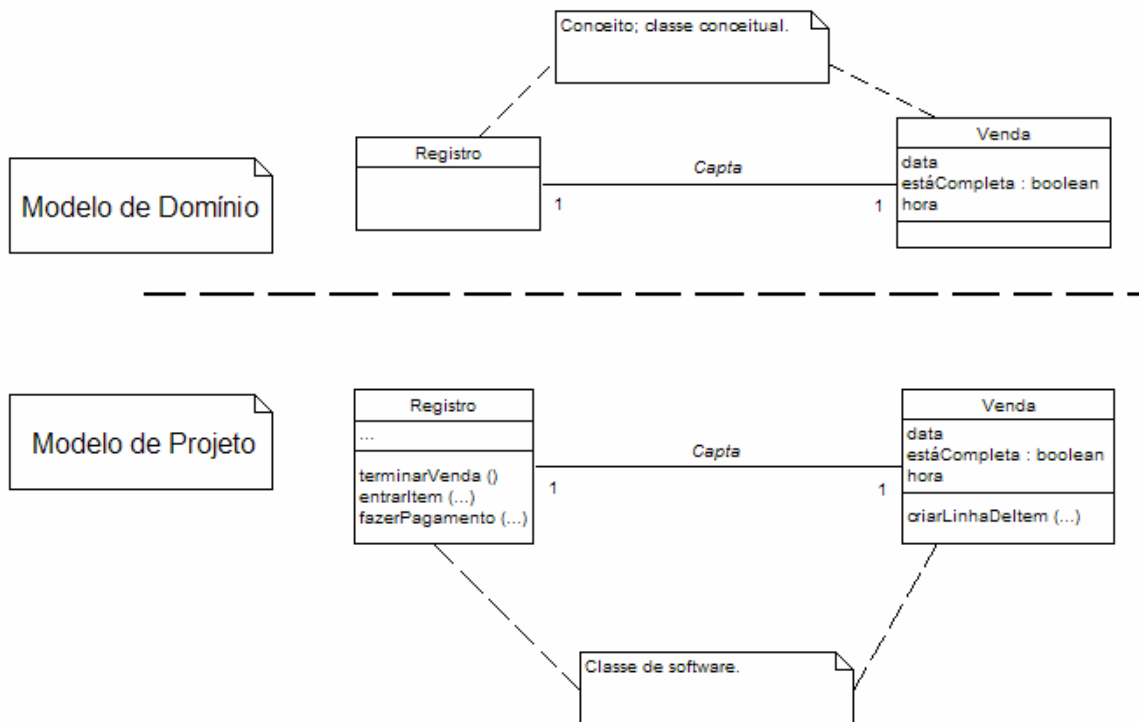 Conceito; classe conceitual.
Modelo de Domínio
Registro
Capta
1
1
Venda
data
estáCompleta : boolean
hora
Modelo de Projeto
Registro
...
terminarVenda ()
entrarItem (...)
fazerPagamento (...)
Capta
1
1
Venda
data
estáCompleta : boolean
hora
criarLinhaDeItem (...)
Classe de software.